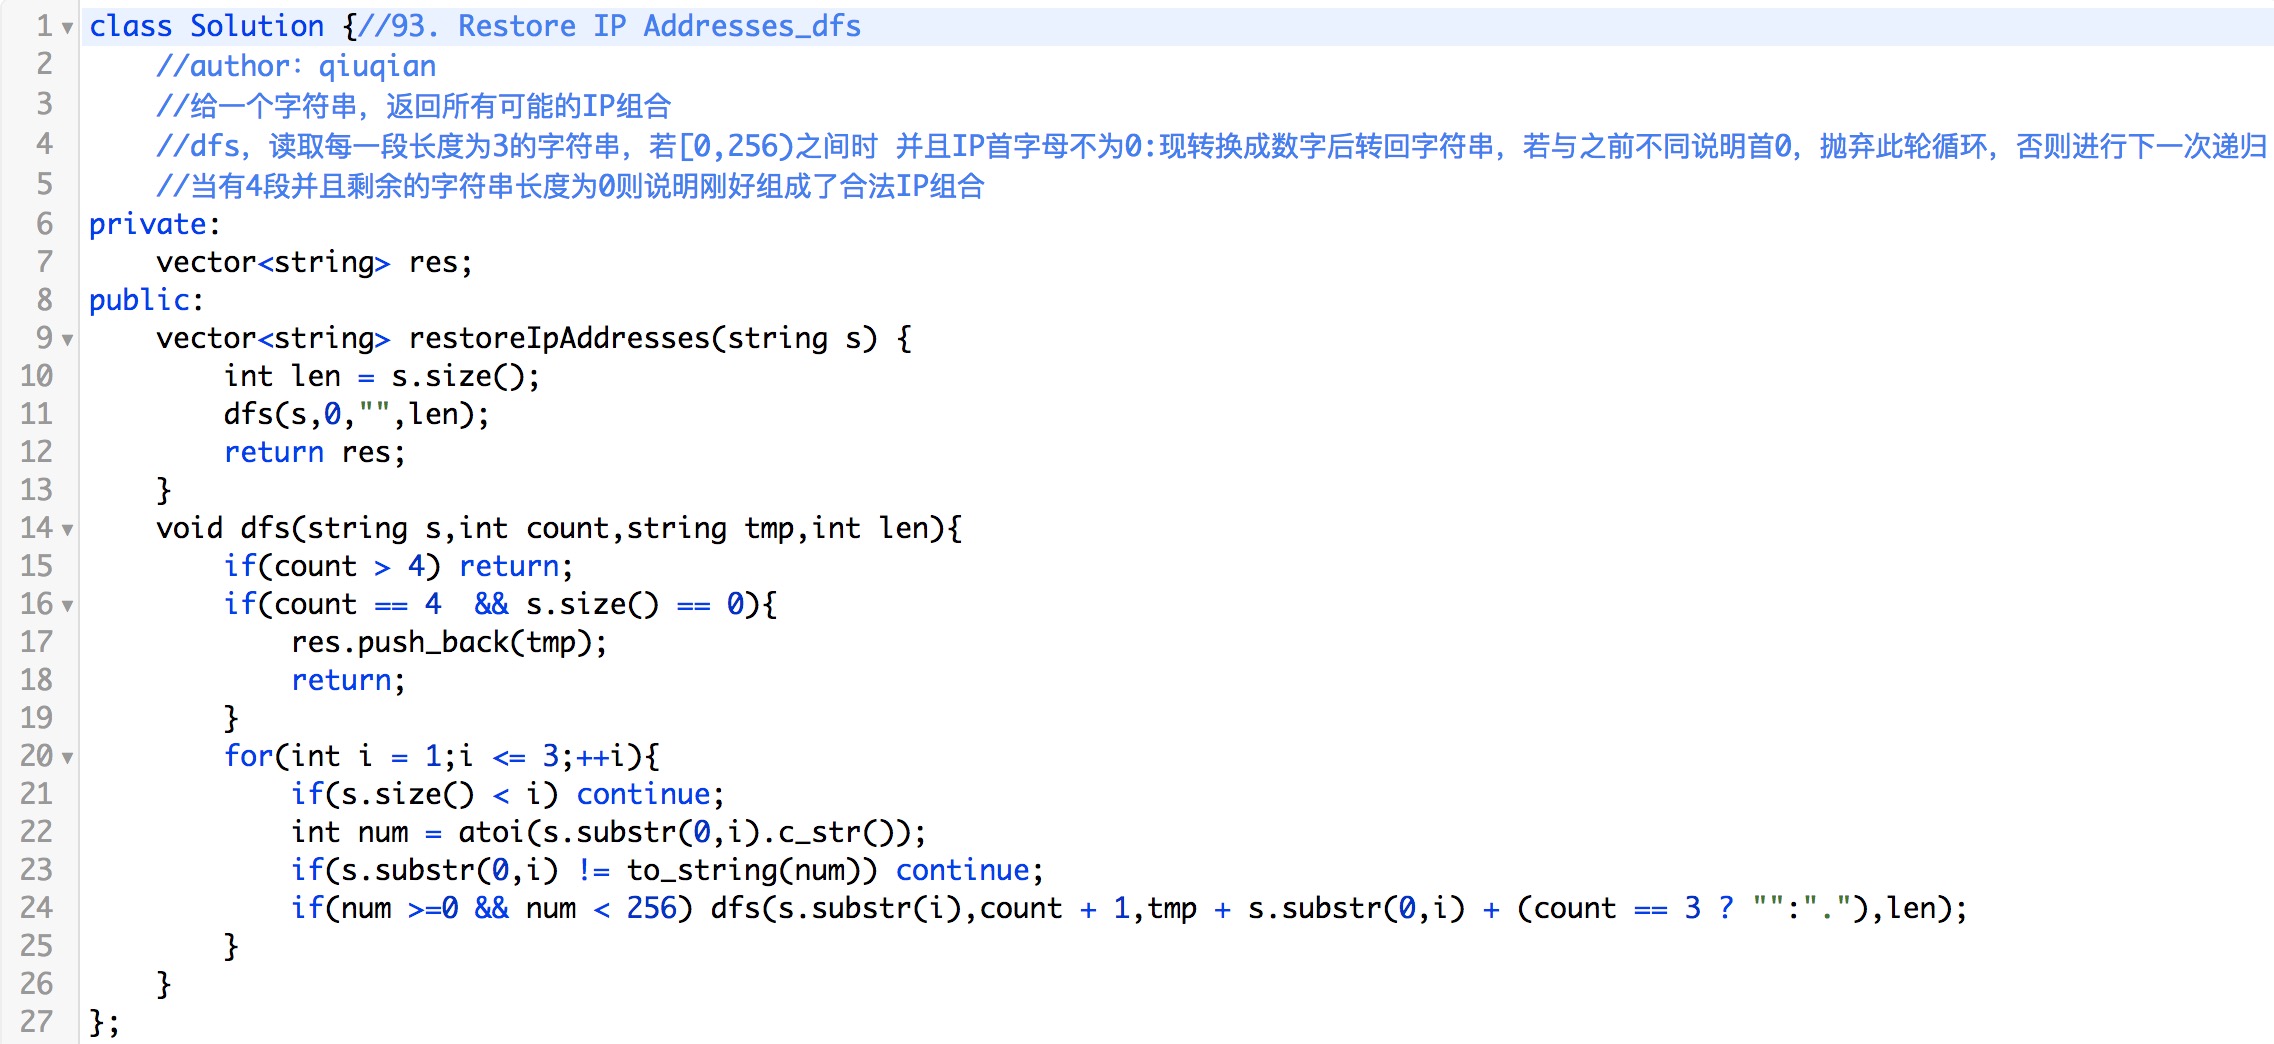 1 class Solution {//93. Restore IP Addresses_dfs
2     //author：qiuqian
3     //给一个字符串，返回所有可能的IP组合
4     //dfs，读取每一段长度为3的字符串，若[0,256)之间时 并且IP首字母不为0:现转换成数字后转回字符串，若与之前不同说明首0，抛弃此轮循环，否则进行下一次递归
5     //当有4段并且剩余的字符串长度为0则说明刚好组成了合法IP组合
6 private:
7     vector<string> res;
8 public:
9     vector<string> restoreIpAddresses(string s) {
10         int len = s.size();
11         dfs(s,0,"",len);
12         return res;
13     }
14     void dfs(string s,int count,string tmp,int len){
15         if(count > 4) return;
16         if(count == 4  && s.size() == 0){
17             res.push_back(tmp);
18             return;
19         }
20         for(int i = 1;i <= 3;++i){
21             if(s.size() < i) continue;
22             int num = atoi(s.substr(0,i).c_str());
23             if(s.substr(0,i) != to_string(num)) continue;
24             if(num >=0 && num < 256) dfs(s.substr(i),count + 1,tmp + s.substr(0,i) + (count == 3 ? "":"."),len);
25         }
26     }
27 };